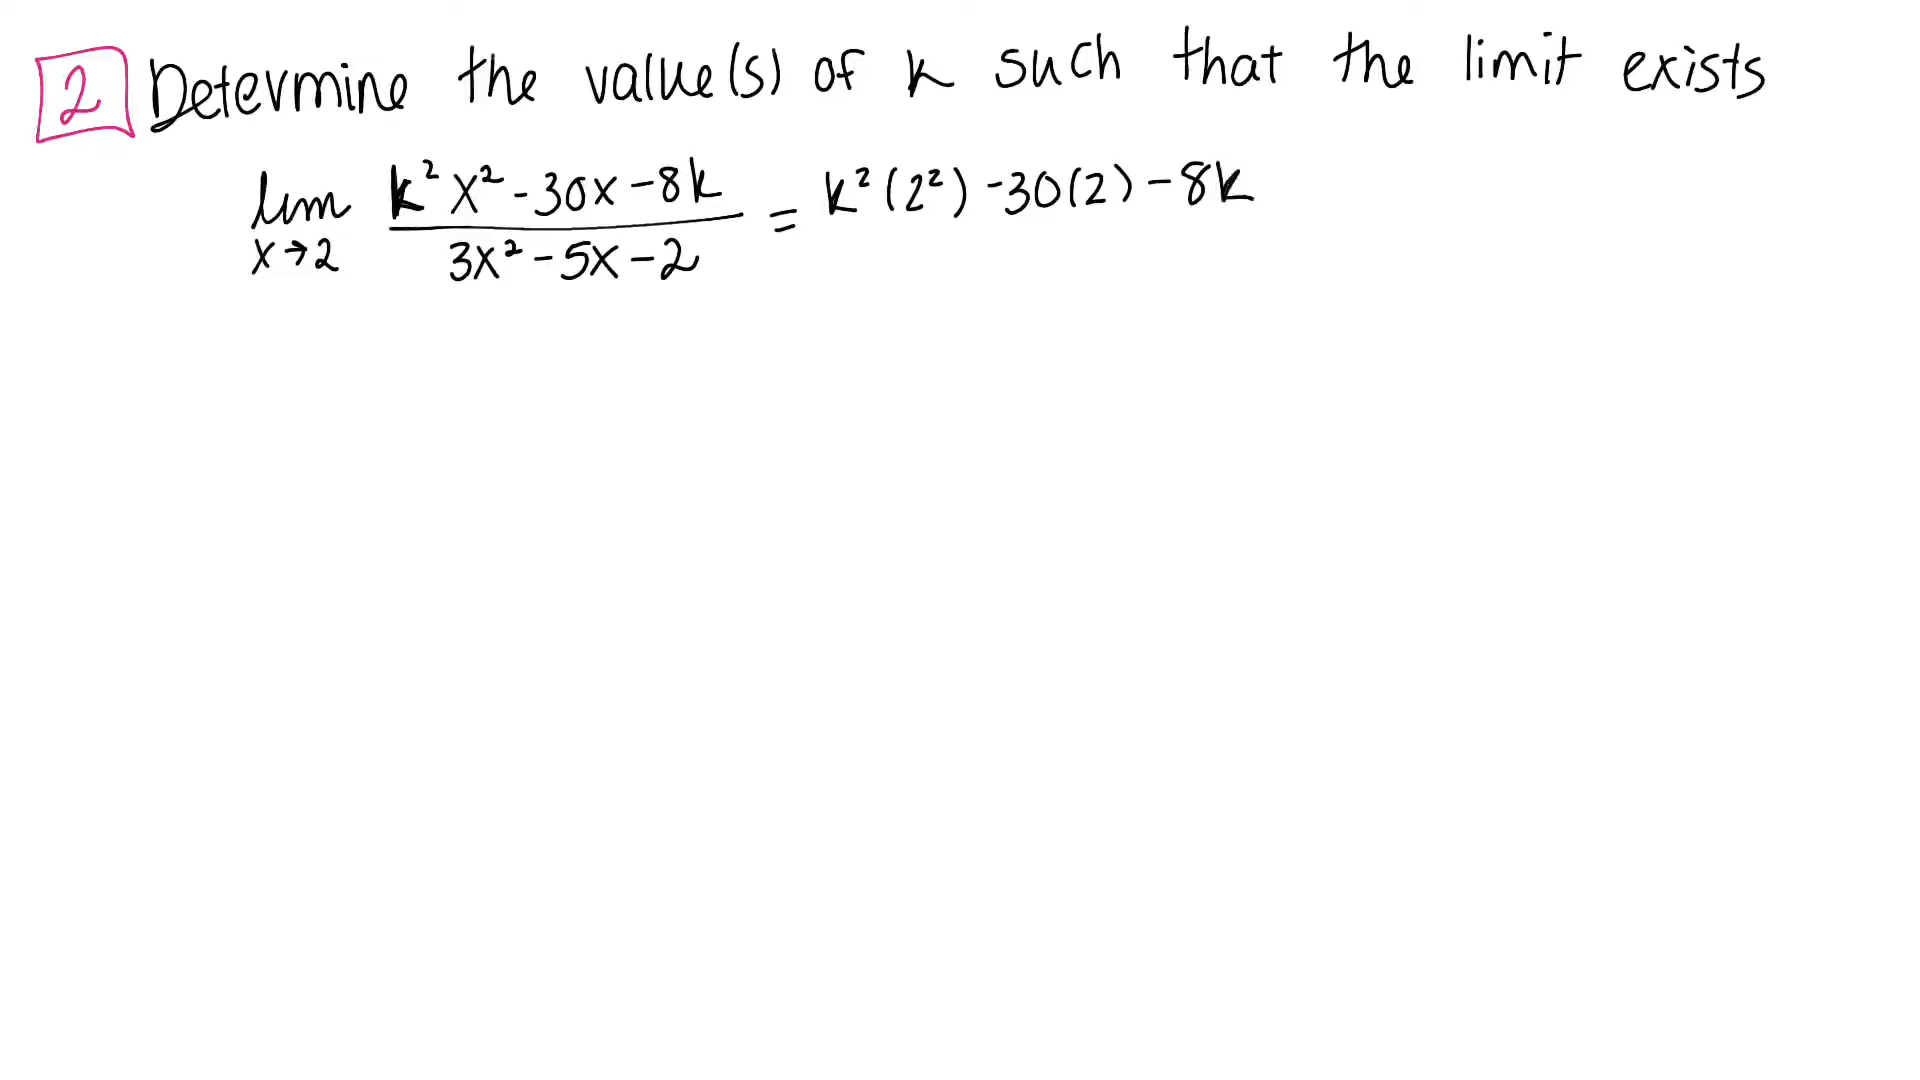 2 Determine the value(s) of k such that the limit exists
lim x→2 (k²x² - 30x - 8k)/(3x² - 5x - 2) = k²(2²) - 30(2) - 8k